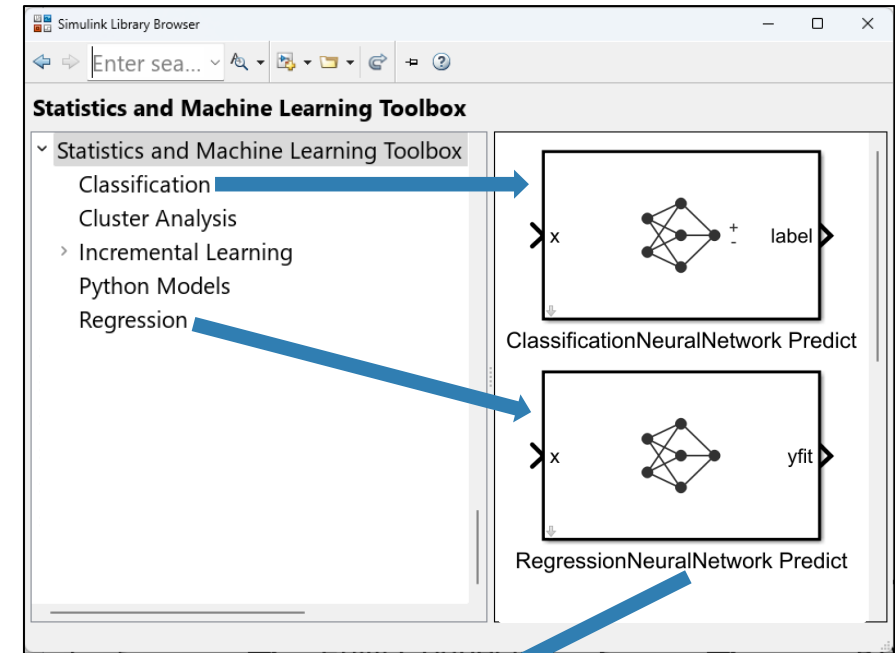 Simulink Library Browser
Enter sea...
Statistics and Machine Learning Toolbox
Statistics and Machine Learning Toolbox
Classification
Cluster Analysis
Incremental Learning
Python Models
Regression
x
+
-
label
ClassificationNeuralNetwork Predict
x
yfit
RegressionNeuralNetwork Predict